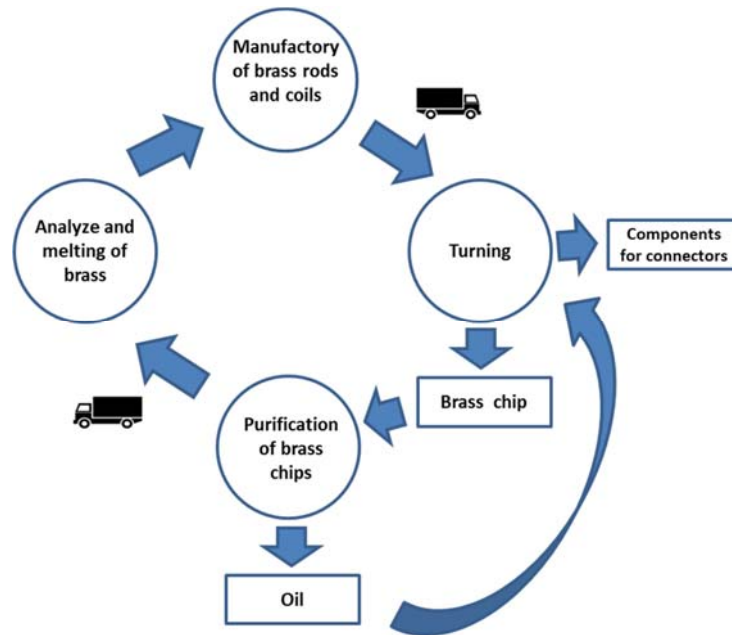 Manufactory
of brass rods
and coils
Analyze and
melting of
brass
Turning
Components
for connectors
Brass chip
Purification
of brass
chips
Oil